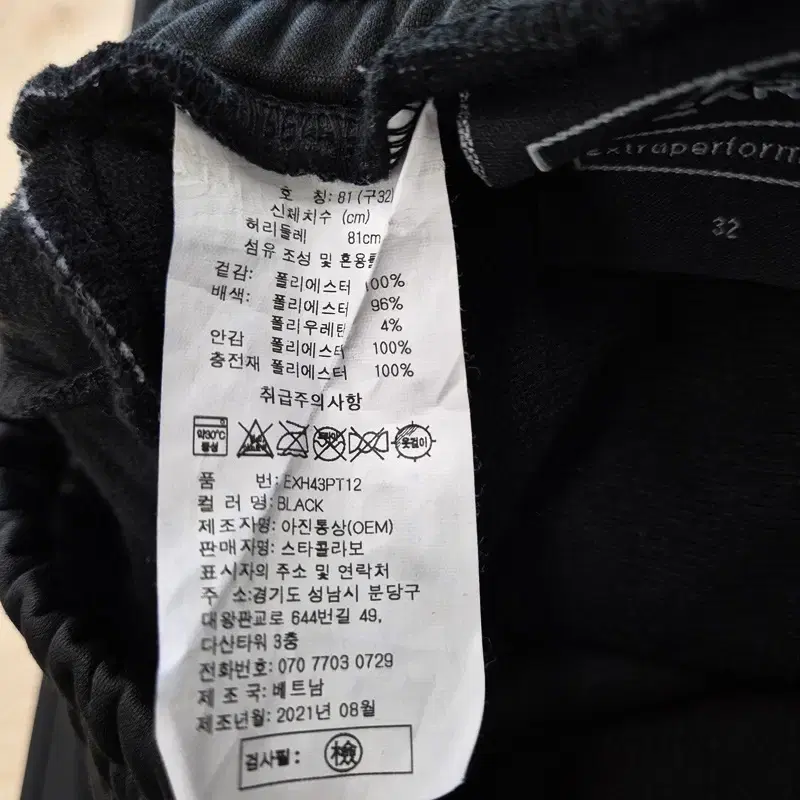 호 칭: 81 (구32)
신체치수 (cm)
허리둘레 81cm
섬유 조성 및 혼용률
겉감: 폴리에스터 100%
배색: 폴리에스터 96%
폴리우레탄 4%
안감 폴리에스터 100%
충전재 폴리에스터 100%
취급주의사항
약30℃
중성
옷걸이
품 번: EXH43PT12
컬 러 명: BLACK
제조자명: 아진통상(OEM)
판매자명: 스타콜라보
표시자의 주소 및 연락처
주 소:경기도 성남시 분당구
대왕판교로 644번길 49,
다산타워 3층
전화번호: 070 7703 0729
제 조 국: 베트남
제조년월: 2021년 08월
검사필: 檢
extraperform
32